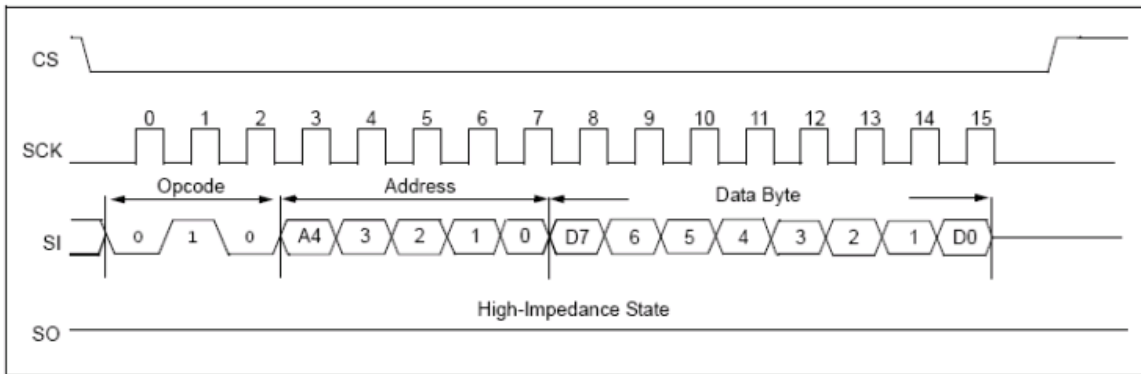 CS
0 1 2 3 4 5 6 7 8 9 10 11 12 13 14 15
SCK
Opcode Address Data Byte
SI 0 1 0 A4 3 2 1 0 D7 6 5 4 3 2 1 D0
High-Impedance State
SO